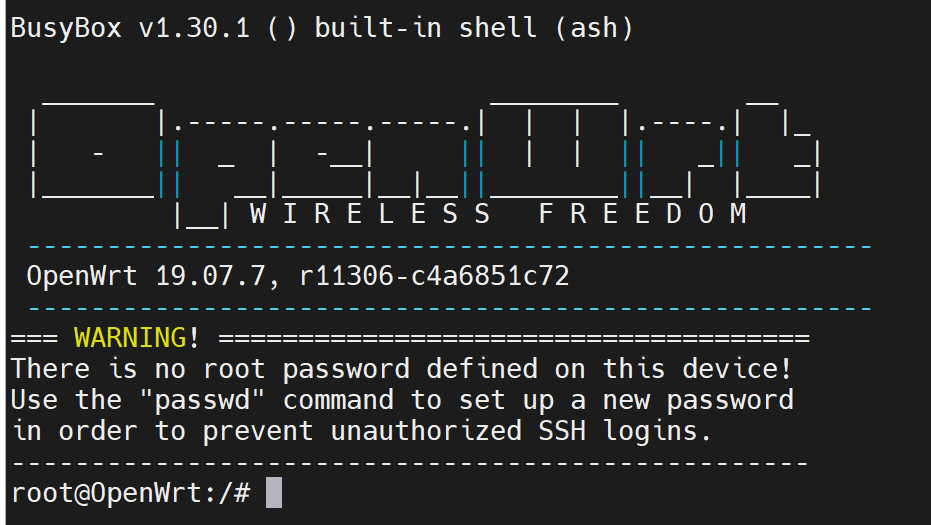 BusyBox v1.30.1 () built-in shell (ash)
  _______                     ________        __
 |       |.-----.-----.-----.|  |  |  |.----.|  |_
 |   -   ||  _  |  -__|     ||  |  |  ||   _||   _|
 |_______||   __|_____|__|__||________||__|  |____|
          |__| W I R E L E S S   F R E E D O M
 -----------------------------------------------------
 OpenWrt 19.07.7, r11306-c4a6851c72
 -----------------------------------------------------
=== WARNING! =====================================
There is no root password defined on this device!
Use the "passwd" command to set up a new password
in order to prevent unauthorized SSH logins.
--------------------------------------------------
root@OpenWrt:/#